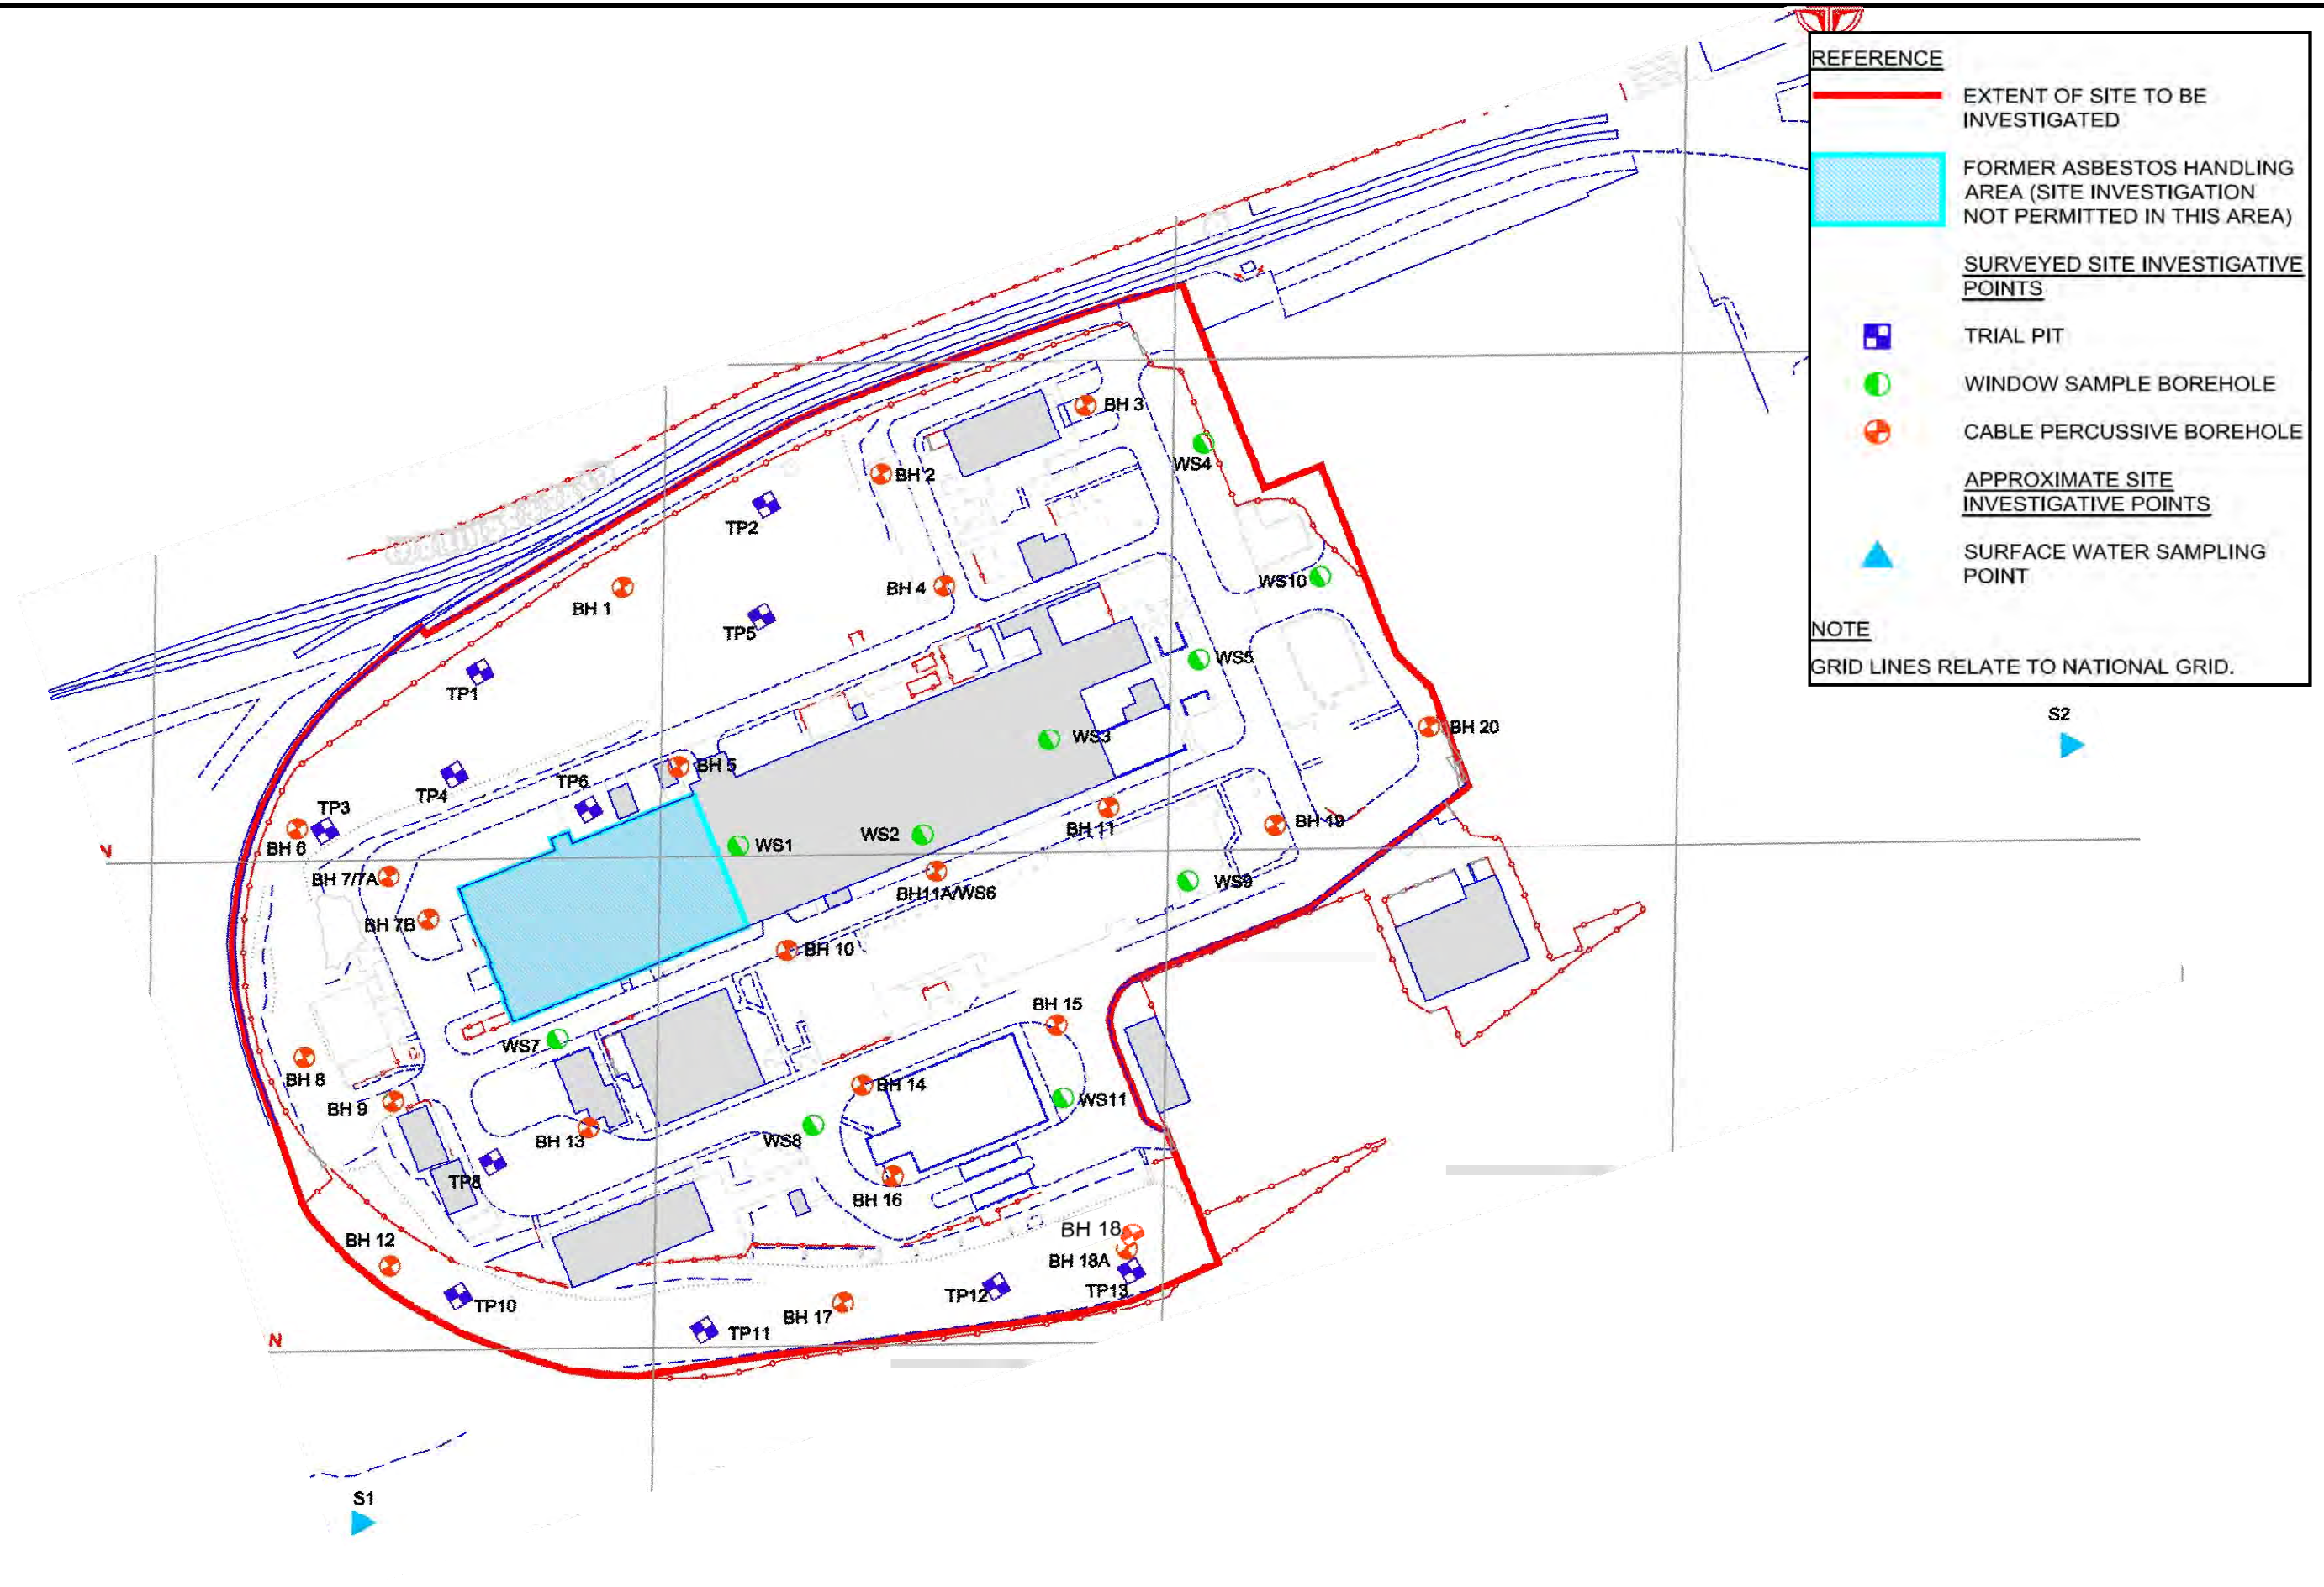 REFERENCE
EXTENT OF SITE TO BE
INVESTIGATED
FORMER ASBESTOS HANDLING
AREA (SITE INVESTIGATION
NOT PERMITTED IN THIS AREA)
SURVEYED SITE INVESTIGATIVE
POINTS
TRIAL PIT
WINDOW SAMPLE BOREHOLE
CABLE PERCUSSIVE BOREHOLE
APPROXIMATE SITE
INVESTIGATIVE POINTS
SURFACE WATER SAMPLING
POINT
NOTE
GRID LINES RELATE TO NATIONAL GRID.
BH 3
WS4
BH 2
TP2
WS10
BH 4
BH 1
TP5
WS5
TP1
S2
BH 20
WS3
BH 5
TP6
TP4
TP3
BH 19
BH 11
WS2
WS1
BH 6
N
BH 7/7A
WS9
BH11A/WS6
BH 7B
BH 10
BH 15
WS7
BH 8
BH 14
WS11
BH 9
BH 13
WS8
TP8
BH 16
BH 18
BH 12
BH 18A
TP13
TP12
TP10
BH 17
TP11
N
S1